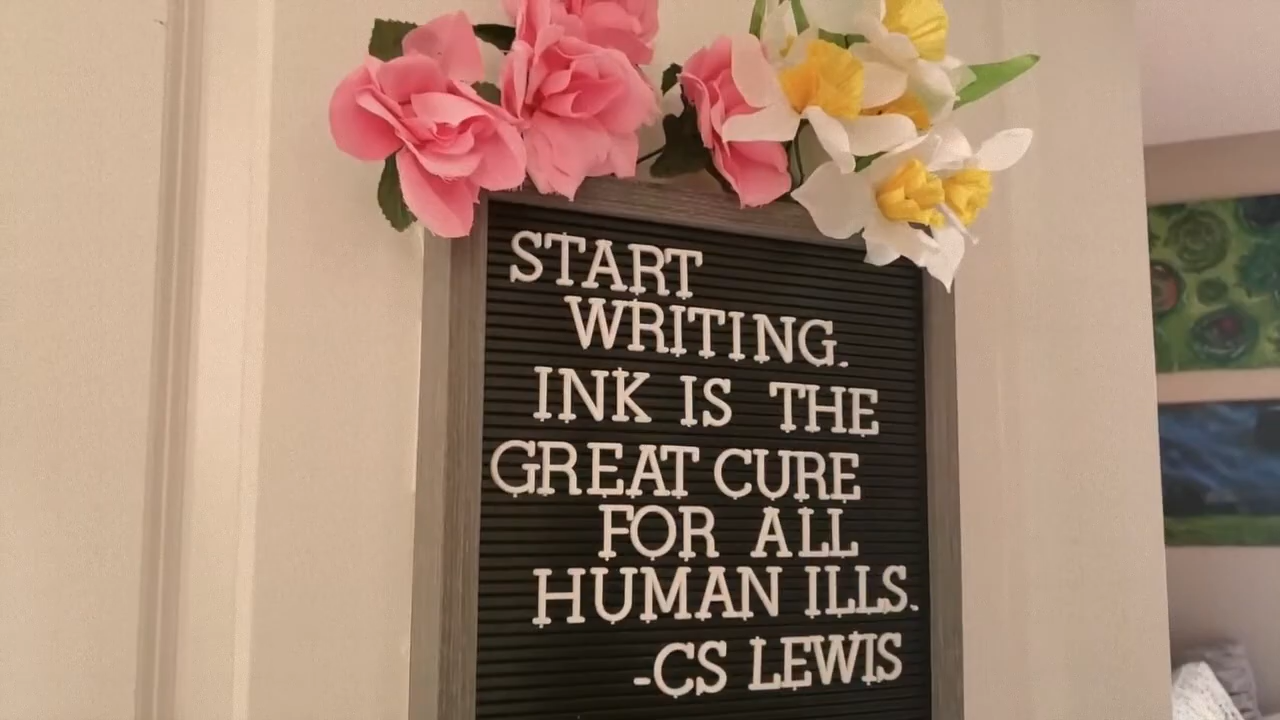 START
WRITING.
INK IS THE
GREAT CURE
FOR ALL
HUMAN ILLS.
-CS LEWIS